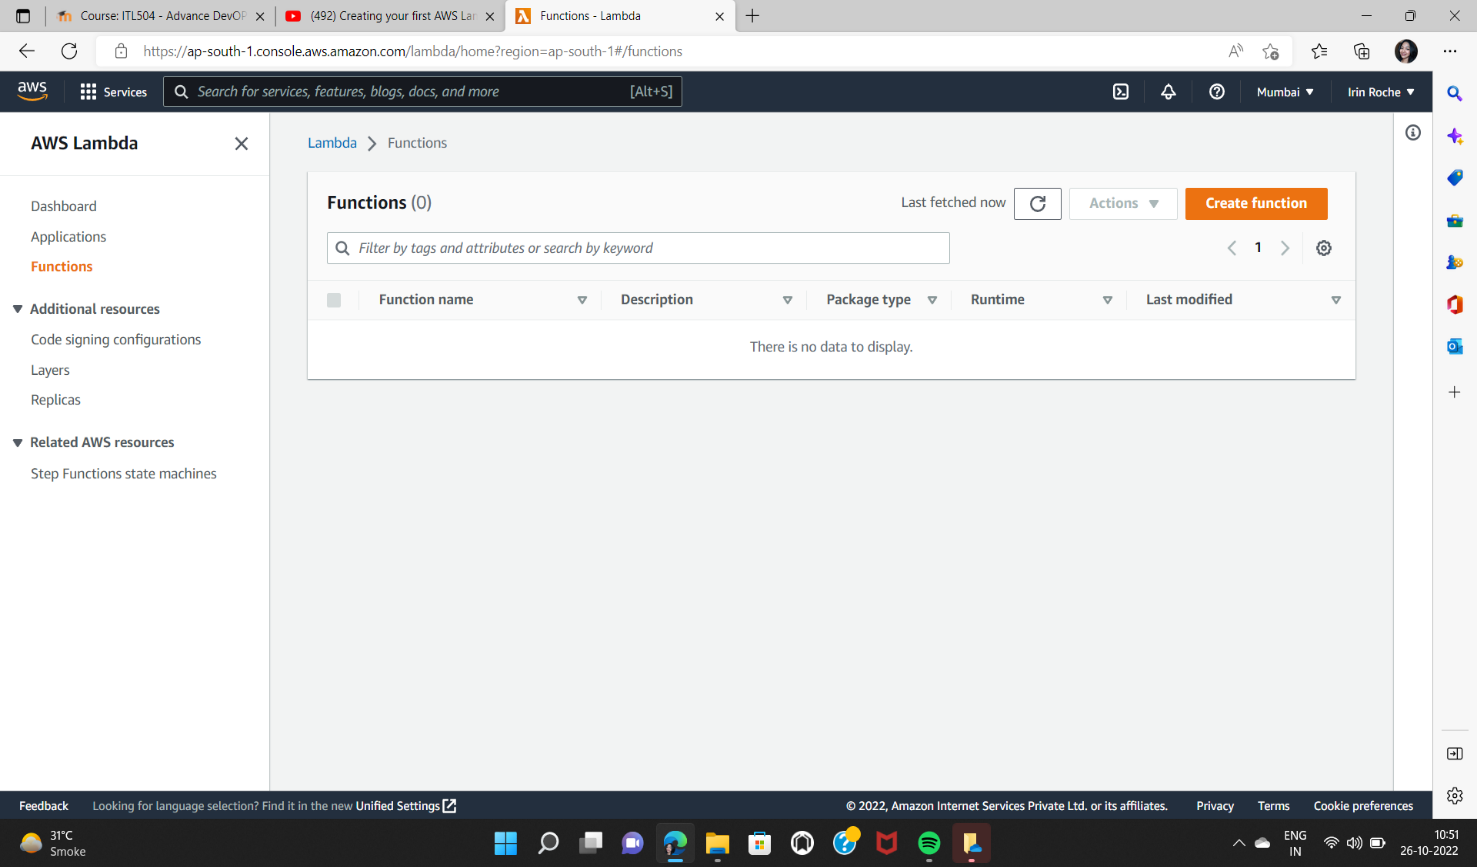 Course: ITL504 - Advance DevOP
(492) Creating your first AWS Lar
Functions - Lambda
https://ap-south-1.console.aws.amazon.com/lambda/home?region=ap-south-1#/functions
aws
Services
Search for services, features, blogs, docs, and more
[Alt+S]
Mumbai
Irin Roche
AWS Lambda
Dashboard
Applications
Functions
Additional resources
Code signing configurations
Layers
Replicas
Related AWS resources
Step Functions state machines
Lambda
Functions
Functions (0)
Last fetched now
Actions
Create function
Filter by tags and attributes or search by keyword
1
Function name
Description
Package type
Runtime
Last modified
There is no data to display.
Feedback
Looking for language selection? Find it in the new Unified Settings
© 2022, Amazon Internet Services Private Ltd. or its affiliates.
Privacy
Terms
Cookie preferences
31°C
Smoke
ENG
IN
10:51
26-10-2022